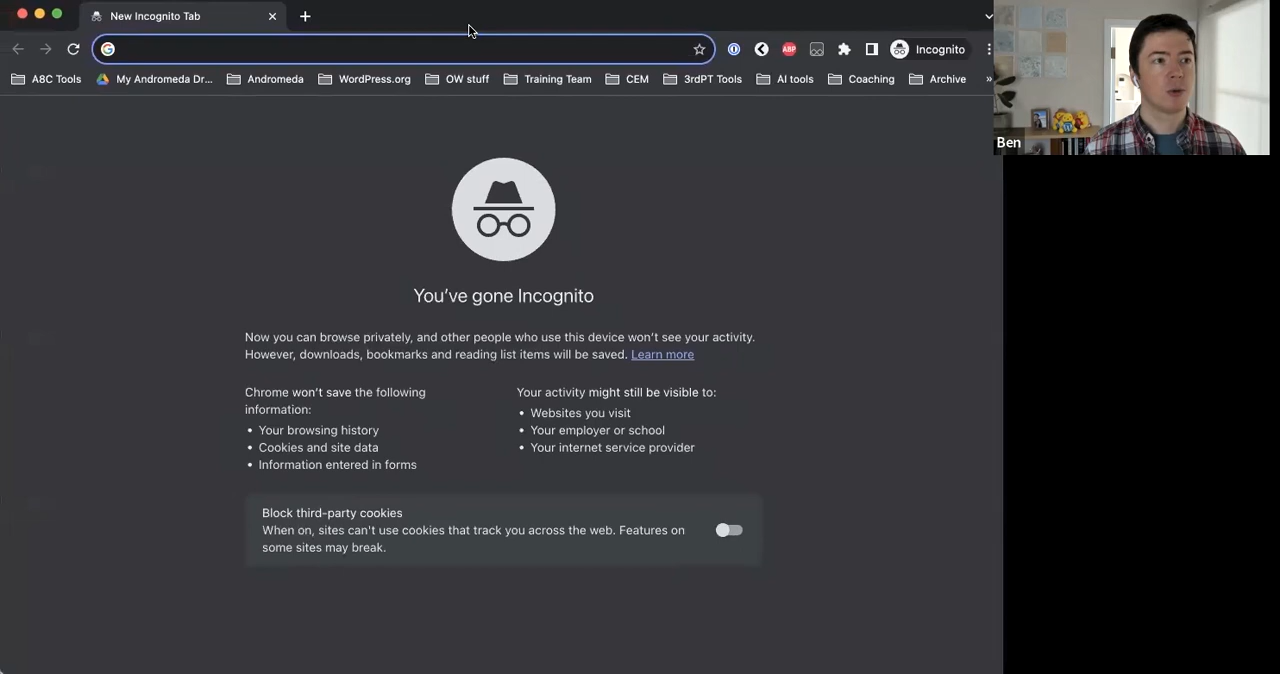 New Incognito Tab
Incognito
A8C Tools
My Andromeda Dr...
Andromeda
WordPress.org
OW stuff
Training Team
CEM
3rdPT Tools
AI tools
Coaching
Archive
»
ABP
Ben
You've gone Incognito
Now you can browse privately, and other people who use this device won't see your activity.
However, downloads, bookmarks and reading list items will be saved. Learn more
Chrome won't save the following
information:
• Your browsing history
• Cookies and site data
• Information entered in forms
Your activity might still be visible to:
• Websites you visit
• Your employer or school
• Your internet service provider
Block third-party cookies
When on, sites can't use cookies that track you across the web. Features on
some sites may break.